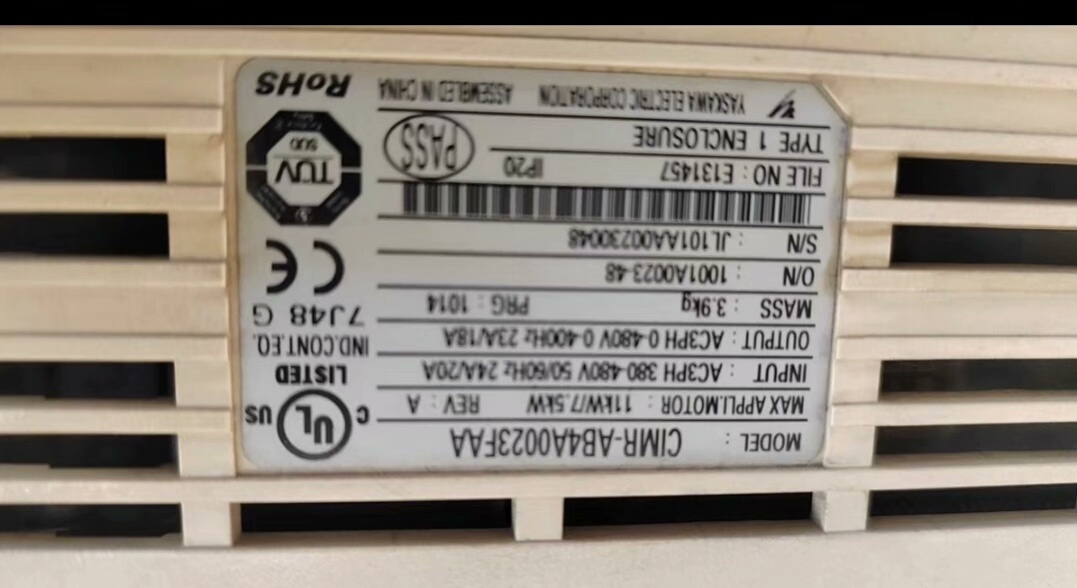 MODEL : CIMR-AB4A0023FAA
MAX APPLI.MOTOR : 11kW/7.5kW REV : A
INPUT : AC3PH 380-480V 50/60Hz 24A/20A
OUTPUT : AC3PH 0-480V 0-400Hz 23A/18A
MASS : 3.9kg PRG : 1014
O/N : 1001A0023-48
S/N : JL101AA00230048
FILE NO : E131457 IP20
TYPE 1 ENCLOSURE
YASKAWA ELECTRIC CORPORATION ASSEMBLED IN CHINA
PASS
C UL US
LISTED
IND.CONT.EQ.
7J48 G
CE
TÜV
SÜD
RoHS